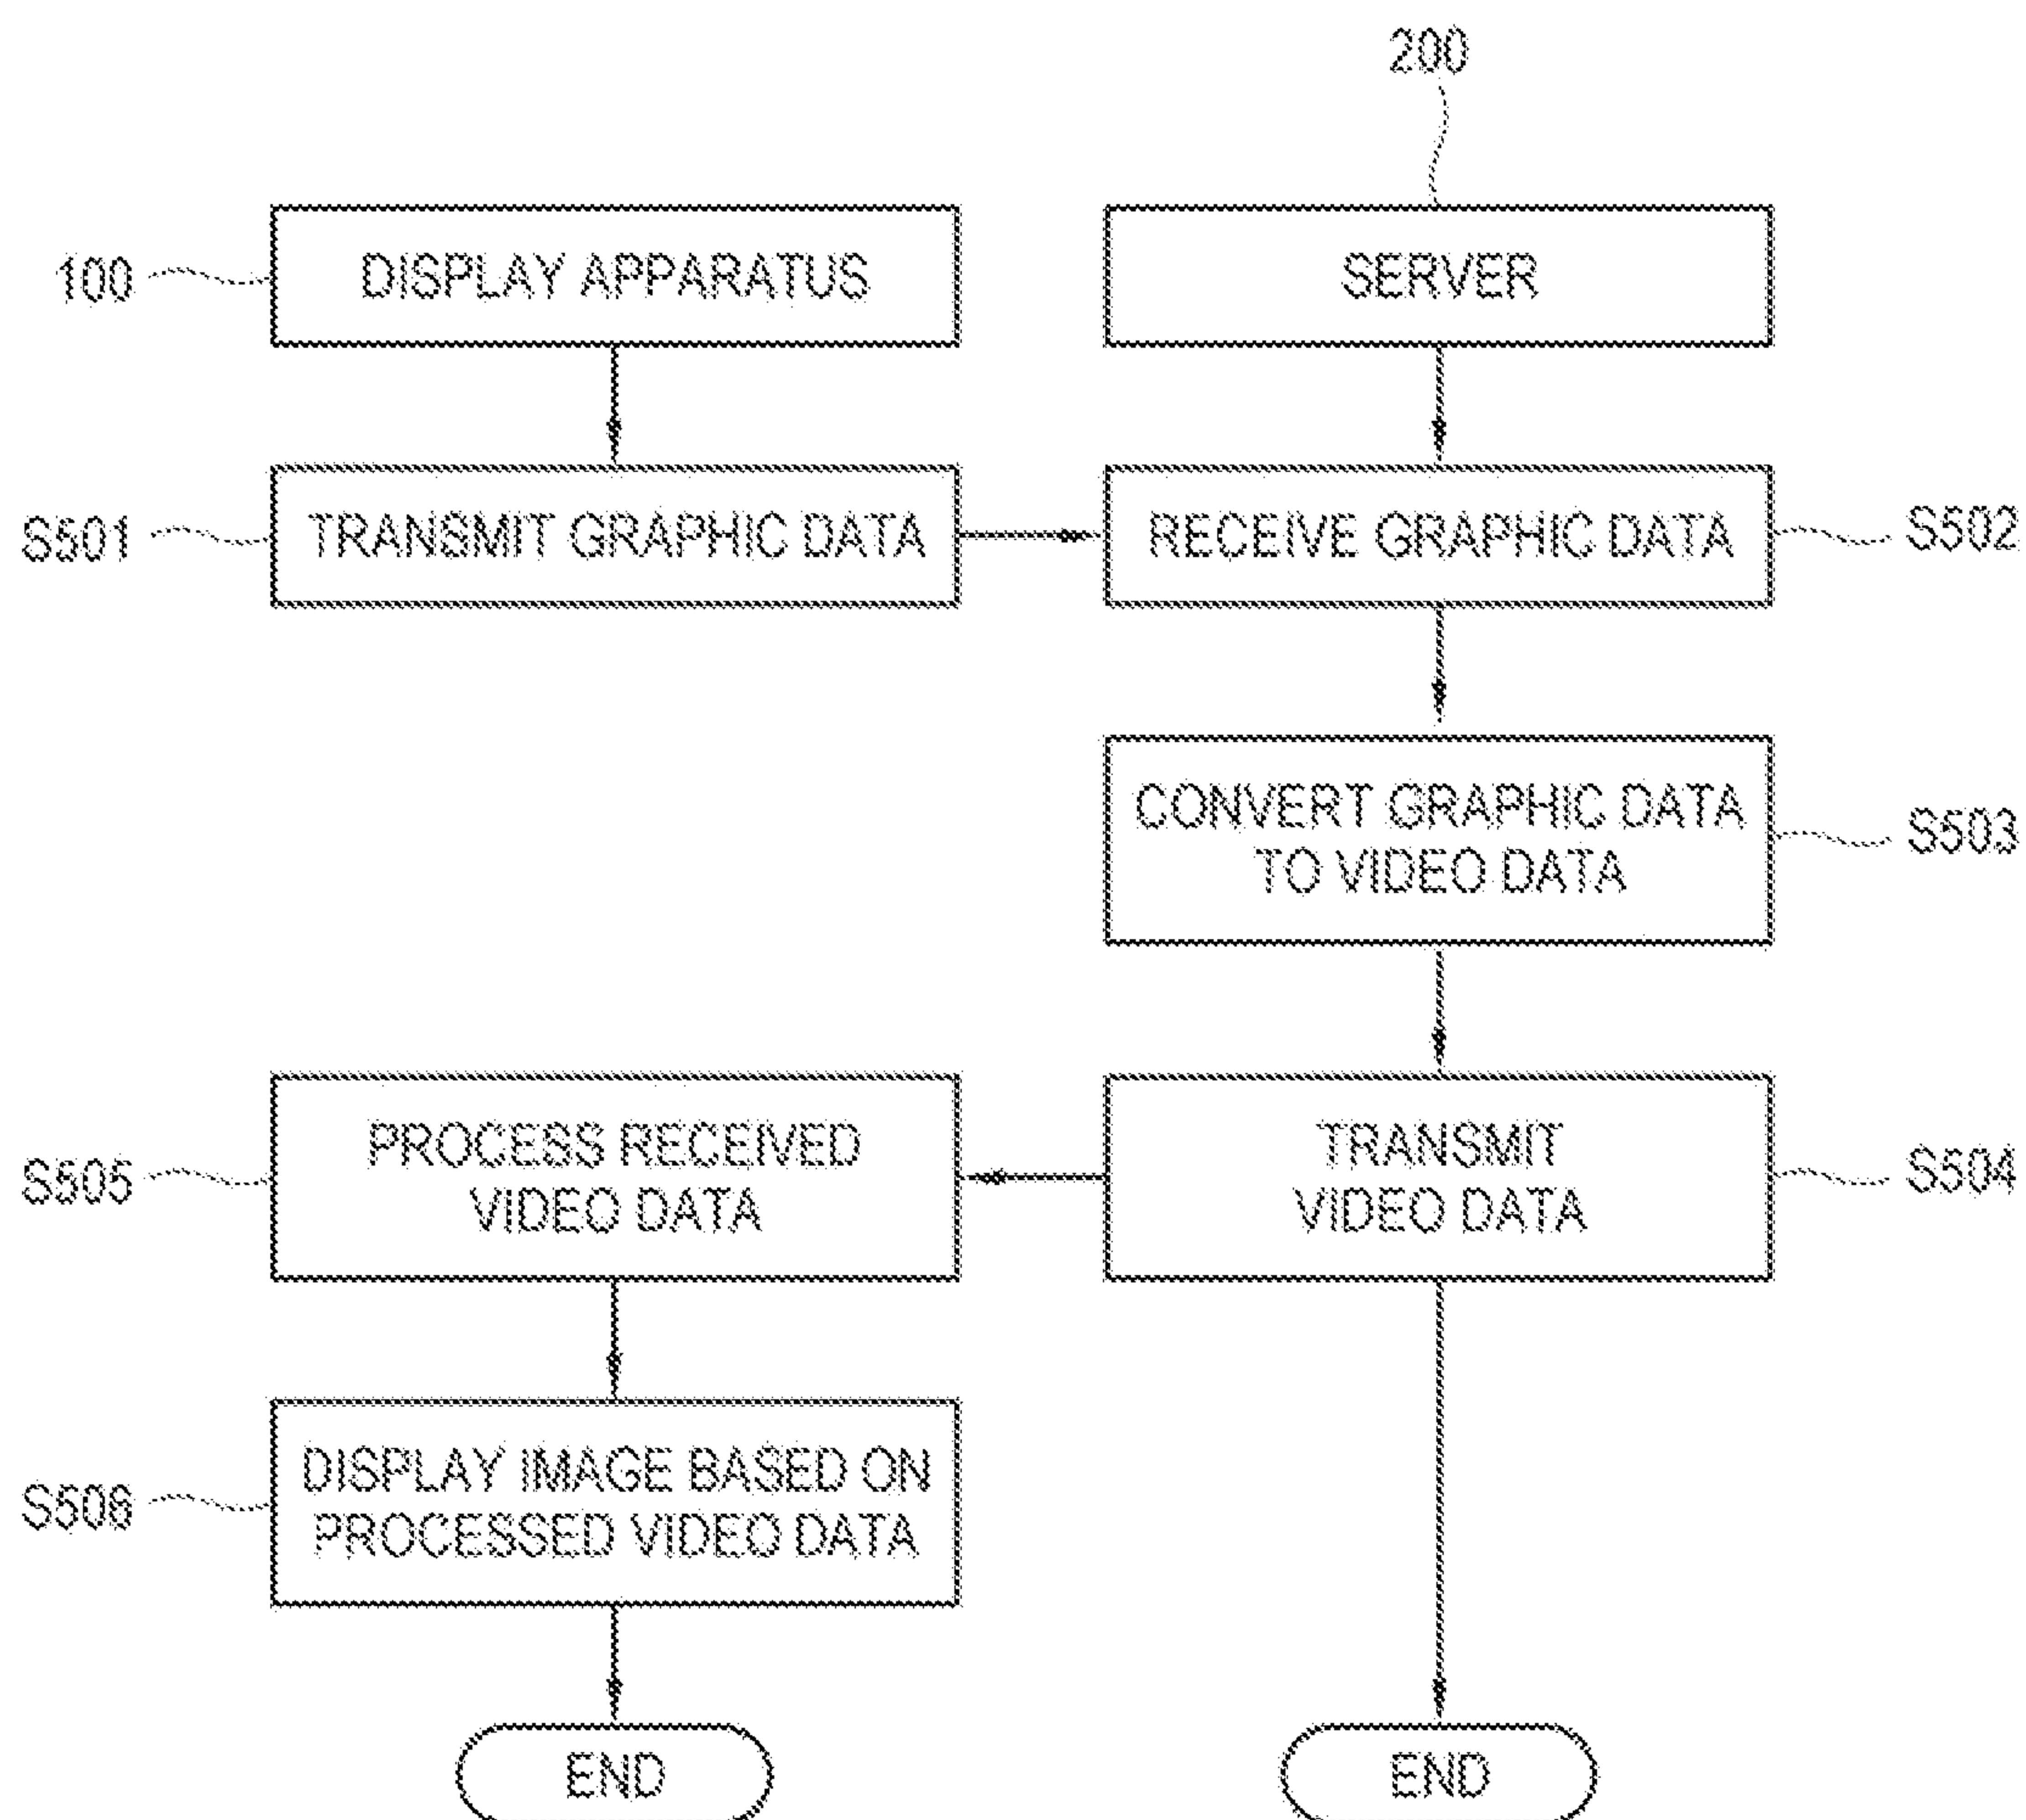 200
100
DISPLAY APPARATUS
SERVER
S501
TRANSMIT GRAPHIC DATA
RECEIVE GRAPHIC DATA
S502
CONVERT GRAPHIC DATA
TO VIDEO DATA
S503
S505
PROCESS RECEIVED
VIDEO DATA
TRANSMIT
VIDEO DATA
S504
S506
DISPLAY IMAGE BASED ON
PROCESSED VIDEO DATA
END
END